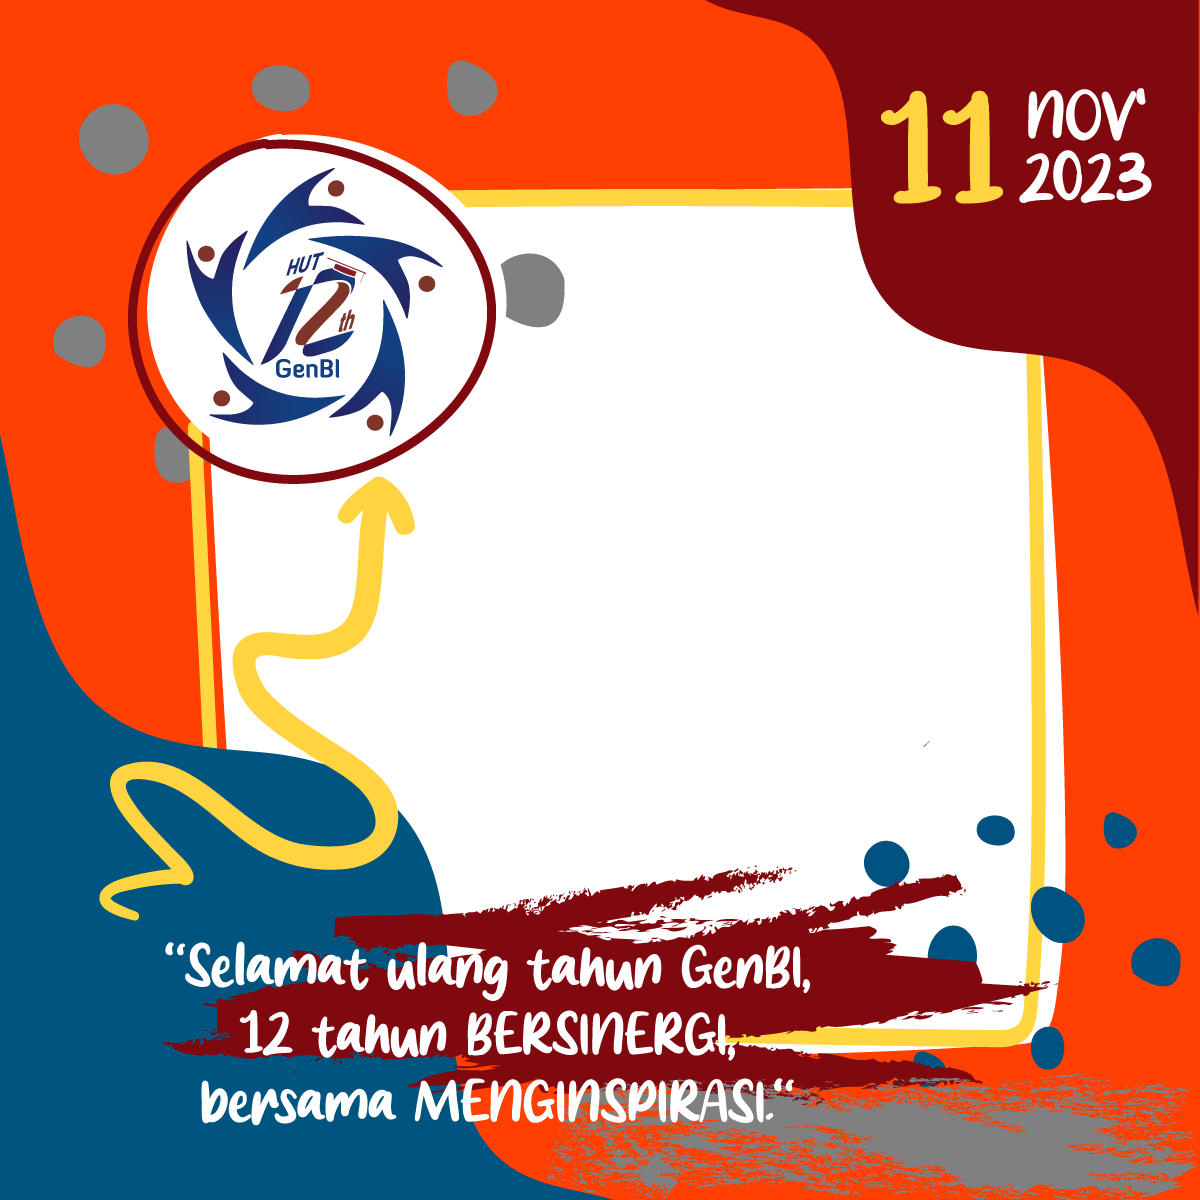 11 NOV'
2023
HUT
12th
GenBI
“Selamat ulang tahun GenBI,
12 tahun BERSINERGI,
bersama MENGINSPIRASI.“